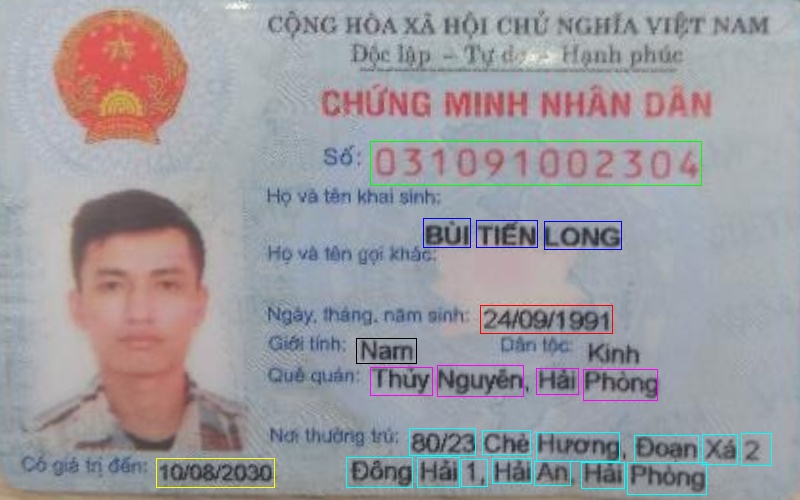 CỘNG HÒA XÃ HỘI CHỦ NGHĨA VIỆT NAM
Độc lập – Tự do – Hạnh phúc
CHỨNG MINH NHÂN DÂN
Số: 031091002304
Họ và tên khai sinh:
BÙI TIẾN LONG
Họ và tên gọi khác:
Ngày, tháng, năm sinh: 24/09/1991
Giới tính: Nam Dân tộc: Kinh
Quê quán: Thủy Nguyên, Hải Phòng
Nơi thường trú: 80/23 Chè Hương, Đoạn Xá 2
Đông Hải 1, Hải An, Hải Phòng
Có giá trị đến: 10/08/2030